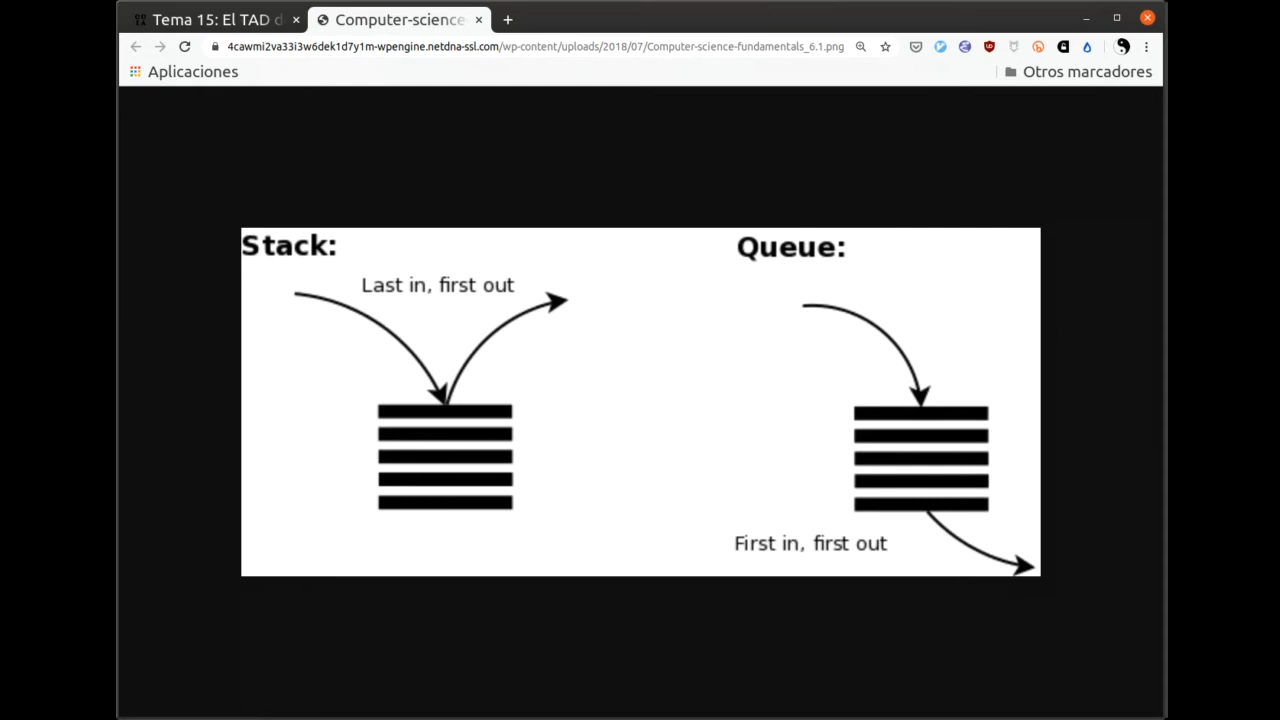 Tema 15: El TAD d
Computer-science-
4cawmi2va33i3w6dek1d7y1m-wpengine.netdna-ssl.com/wp-content/uploads/2018/07/Computer-science-fundamentals_6.1.png
Aplicaciones
Otros marcadores
Stack:
Queue:
Last in, first out
First in, first out